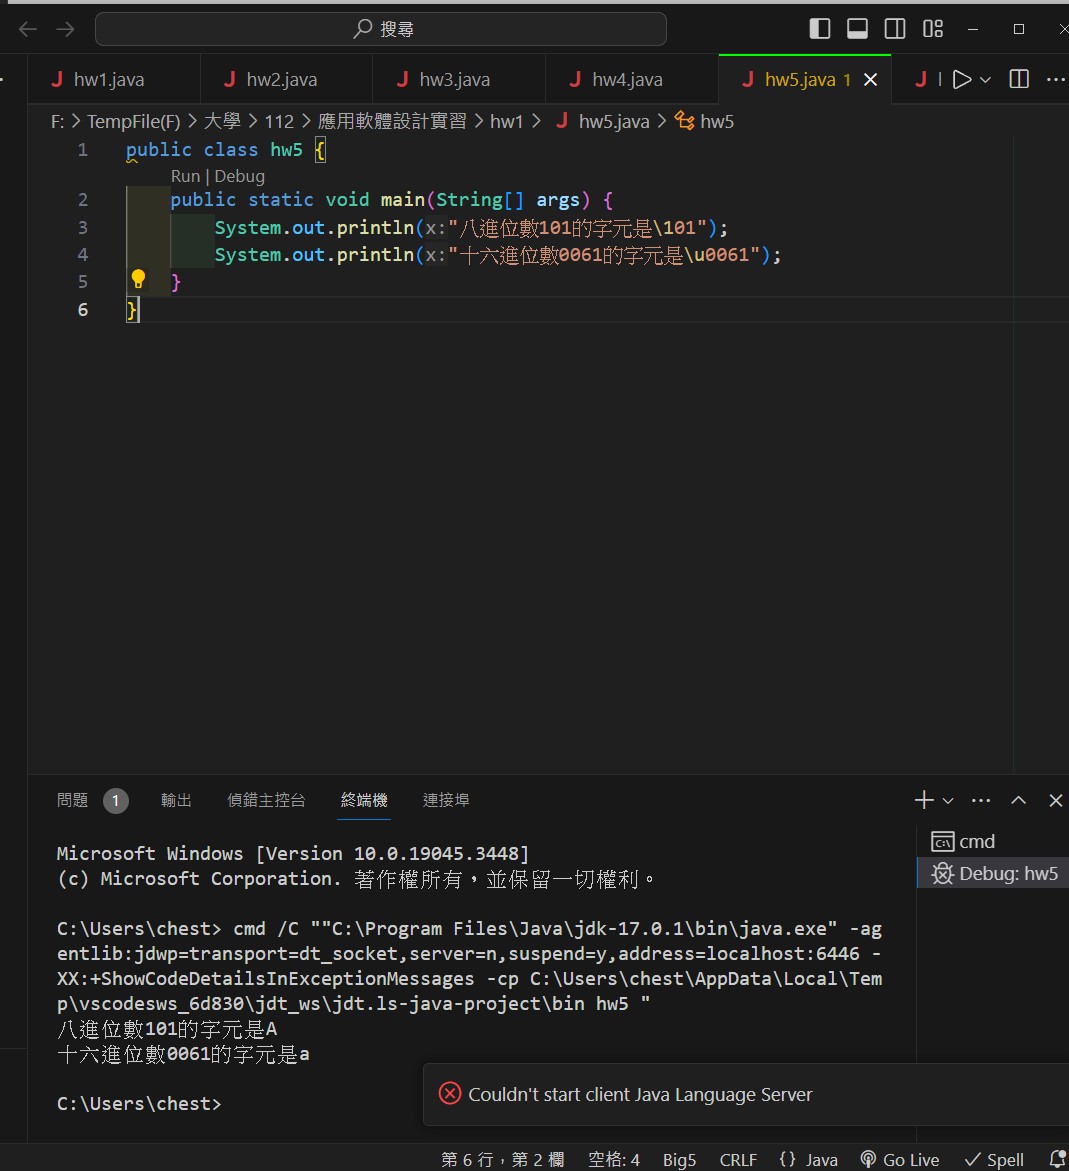 搜尋
hw1.java hw2.java hw3.java hw4.java hw5.java 1
F: > TempFile(F) > 大學 > 112 > 應用軟體設計實習 > hw1 > hw5.java > hw5
1 public class hw5 {
Run | Debug
2 public static void main(String[] args) {
3 System.out.println(x:"八進位數101的字元是\101");
4 System.out.println(x:"十六進位數0061的字元是\u0061");
5 }
6 }
問題 1 輸出 偵錯主控台 終端機 連接埠
cmd
Debug: hw5
Microsoft Windows [Version 10.0.19045.3448]
(c) Microsoft Corporation. 著作權所有，並保留一切權利。
C:\Users\chest> cmd /C ""C:\Program Files\Java\jdk-17.0.1\bin\java.exe" -ag
entlib:jdwp=transport=dt_socket,server=n,suspend=y,address=localhost:6446 -
XX:+ShowCodeDetailsInExceptionMessages -cp C:\Users\chest\AppData\Local\Tem
p\vscodesws_6d830\jdt_ws\jdt.ls-java-project\bin hw5 "
八進位數101的字元是A
十六進位數0061的字元是a
C:\Users\chest>
Couldn't start client Java Language Server
第 6 行，第 2 欄 空格: 4 Big5 CRLF {} Java Go Live Spell